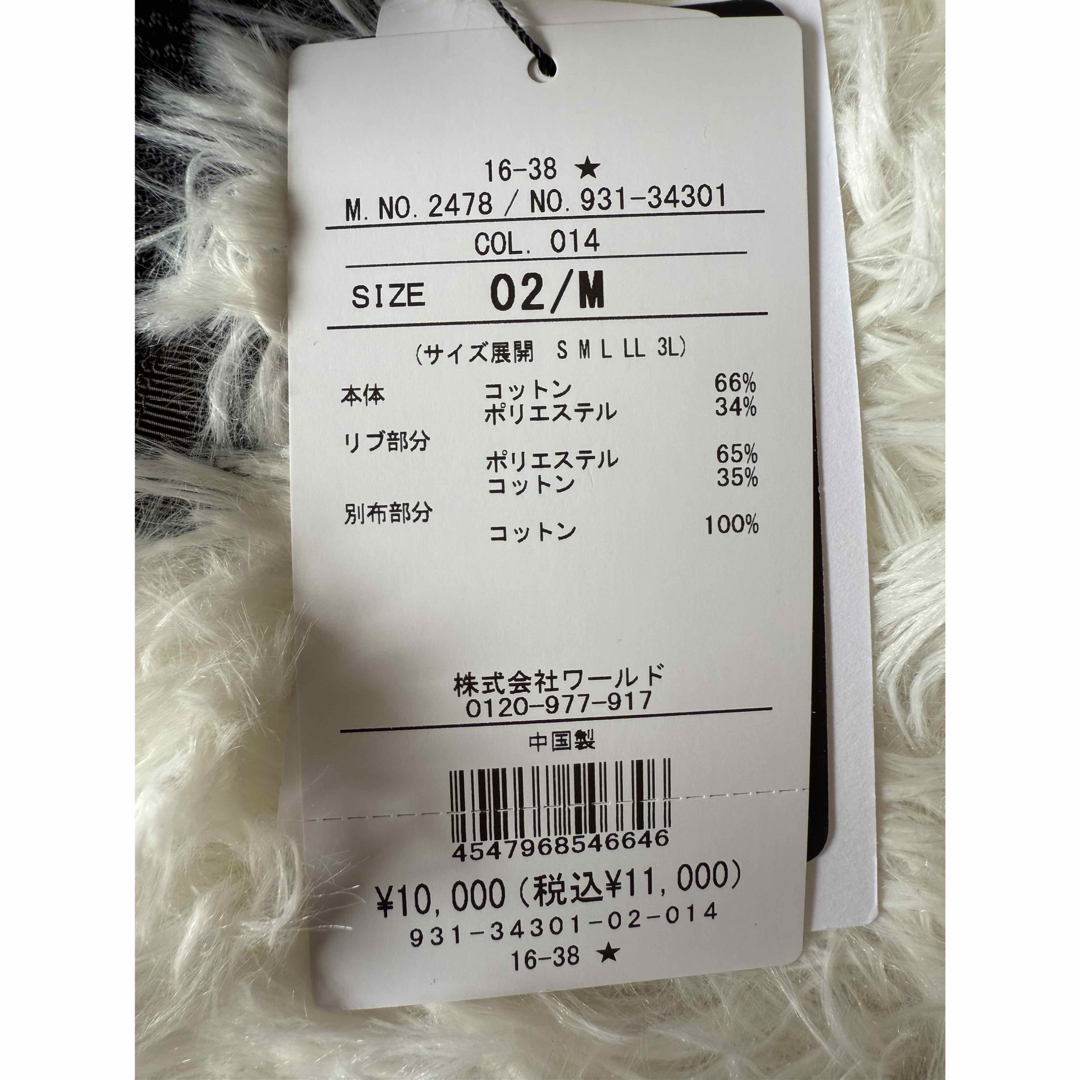 16-38 ★
M. NO. 2478 / NO. 931-34301
COL. 014
SIZE 02/M
(サイズ展開 S M L LL 3L)
本体 コットン 66%
ポリエステル 34%
リブ部分
ポリエステル 65%
コットン 35%
別布部分
コットン 100%
株式会社ワールド
0120-977-917
中国製
4547968546646
¥10,000(税込¥11,000)
931-34301-02-014
16-38 ★